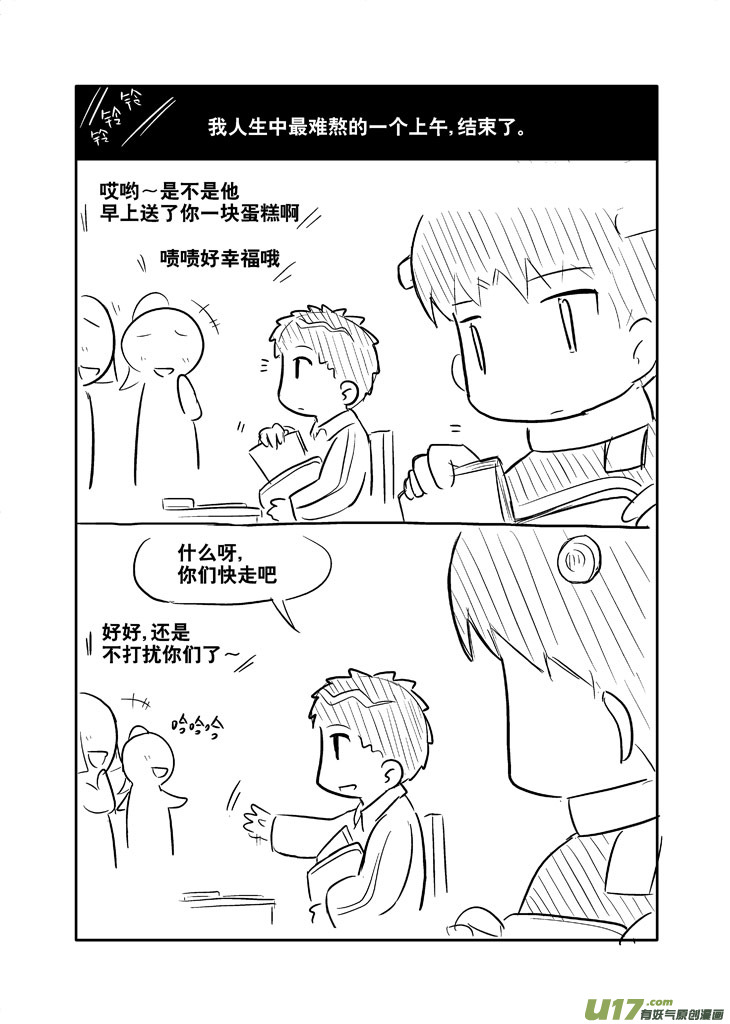 铃
铃
铃
我人生中最难熬的一个上午,结束了。
哎哟～是不是他
早上送了你一块蛋糕啊
啧啧好幸福哦
什么呀,
你们快走吧
好好,还是
不打扰你们了～
哈哈哈
U17.com
有妖气原创漫画